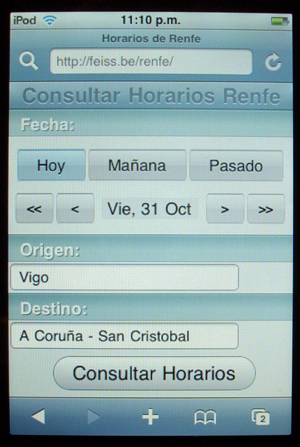 iPod 11:10 p.m.
Horarios de Renfe
http://feiss.be/renfe/
Consultar Horarios Renfe
Fecha:
Hoy Mañana Pasado
<< < Vie, 31 Oct > >>
Origen:
Vigo
Destino:
A Coruña - San Cristobal
Consultar Horarios
2